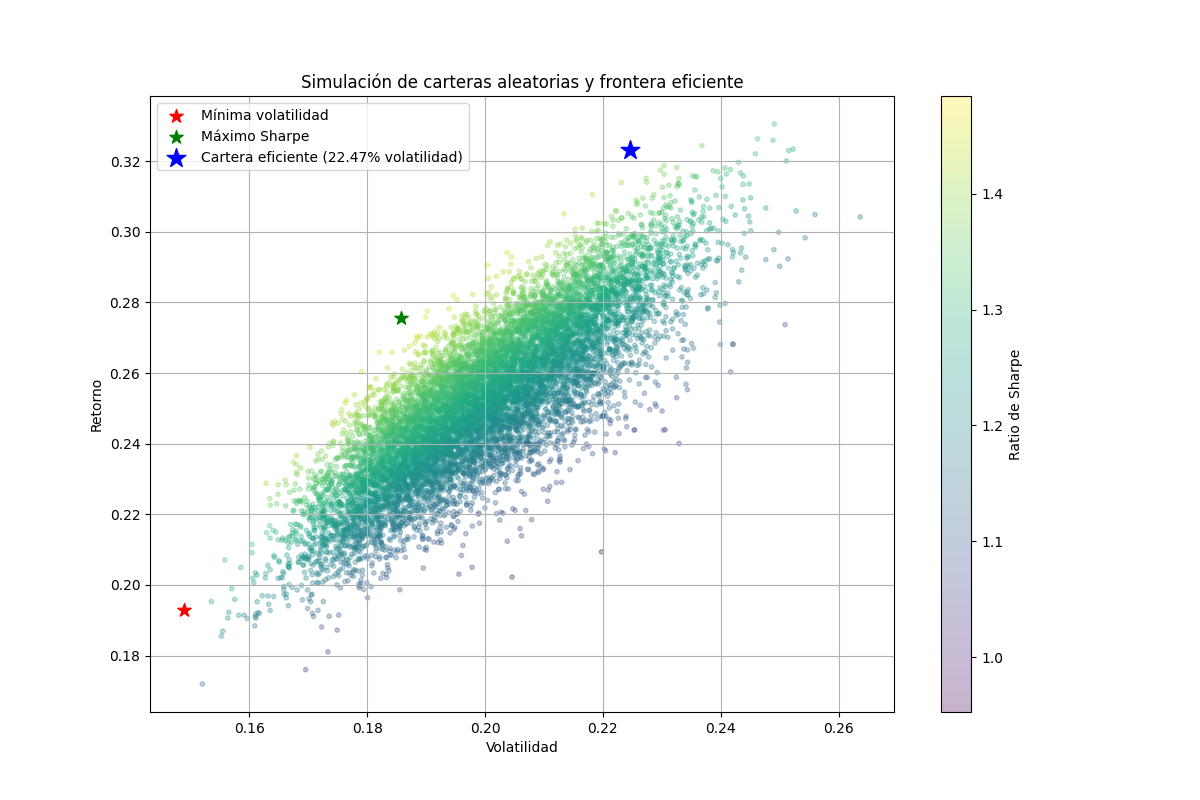 Simulación de carteras aleatorias y frontera eficiente
Mínima volatilidad
Máximo Sharpe
Cartera eficiente (22.47% volatilidad)
Retorno
0.32
0.30
0.28
0.26
0.24
0.22
0.20
0.18
0.16
0.18
0.20
0.22
0.24
0.26
Volatilidad
1.4
1.3
1.2
1.1
1.0
Ratio de Sharpe